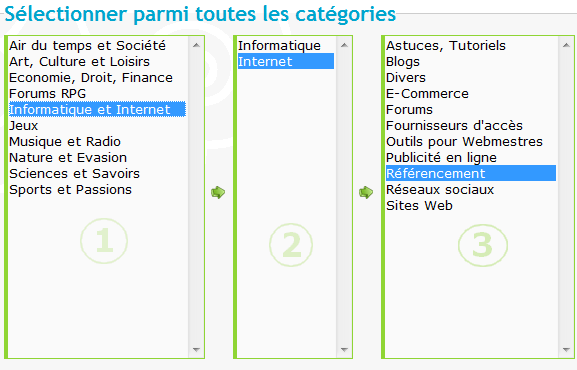 Sélectionner parmi toutes les catégories
Air du temps et Société
Art, Culture et Loisirs
Economie, Droit, Finance
Forums RPG
Informatique et Internet
Jeux
Musique et Radio
Nature et Evasion
Sciences et Savoirs
Sports et Passions
1
Informatique
Internet
2
Astuces, Tutoriels
Blogs
Divers
E-Commerce
Forums
Fournisseurs d'accès
Outils pour Webmestres
Publicité en ligne
Référencement
Réseaux sociaux
Sites Web
3